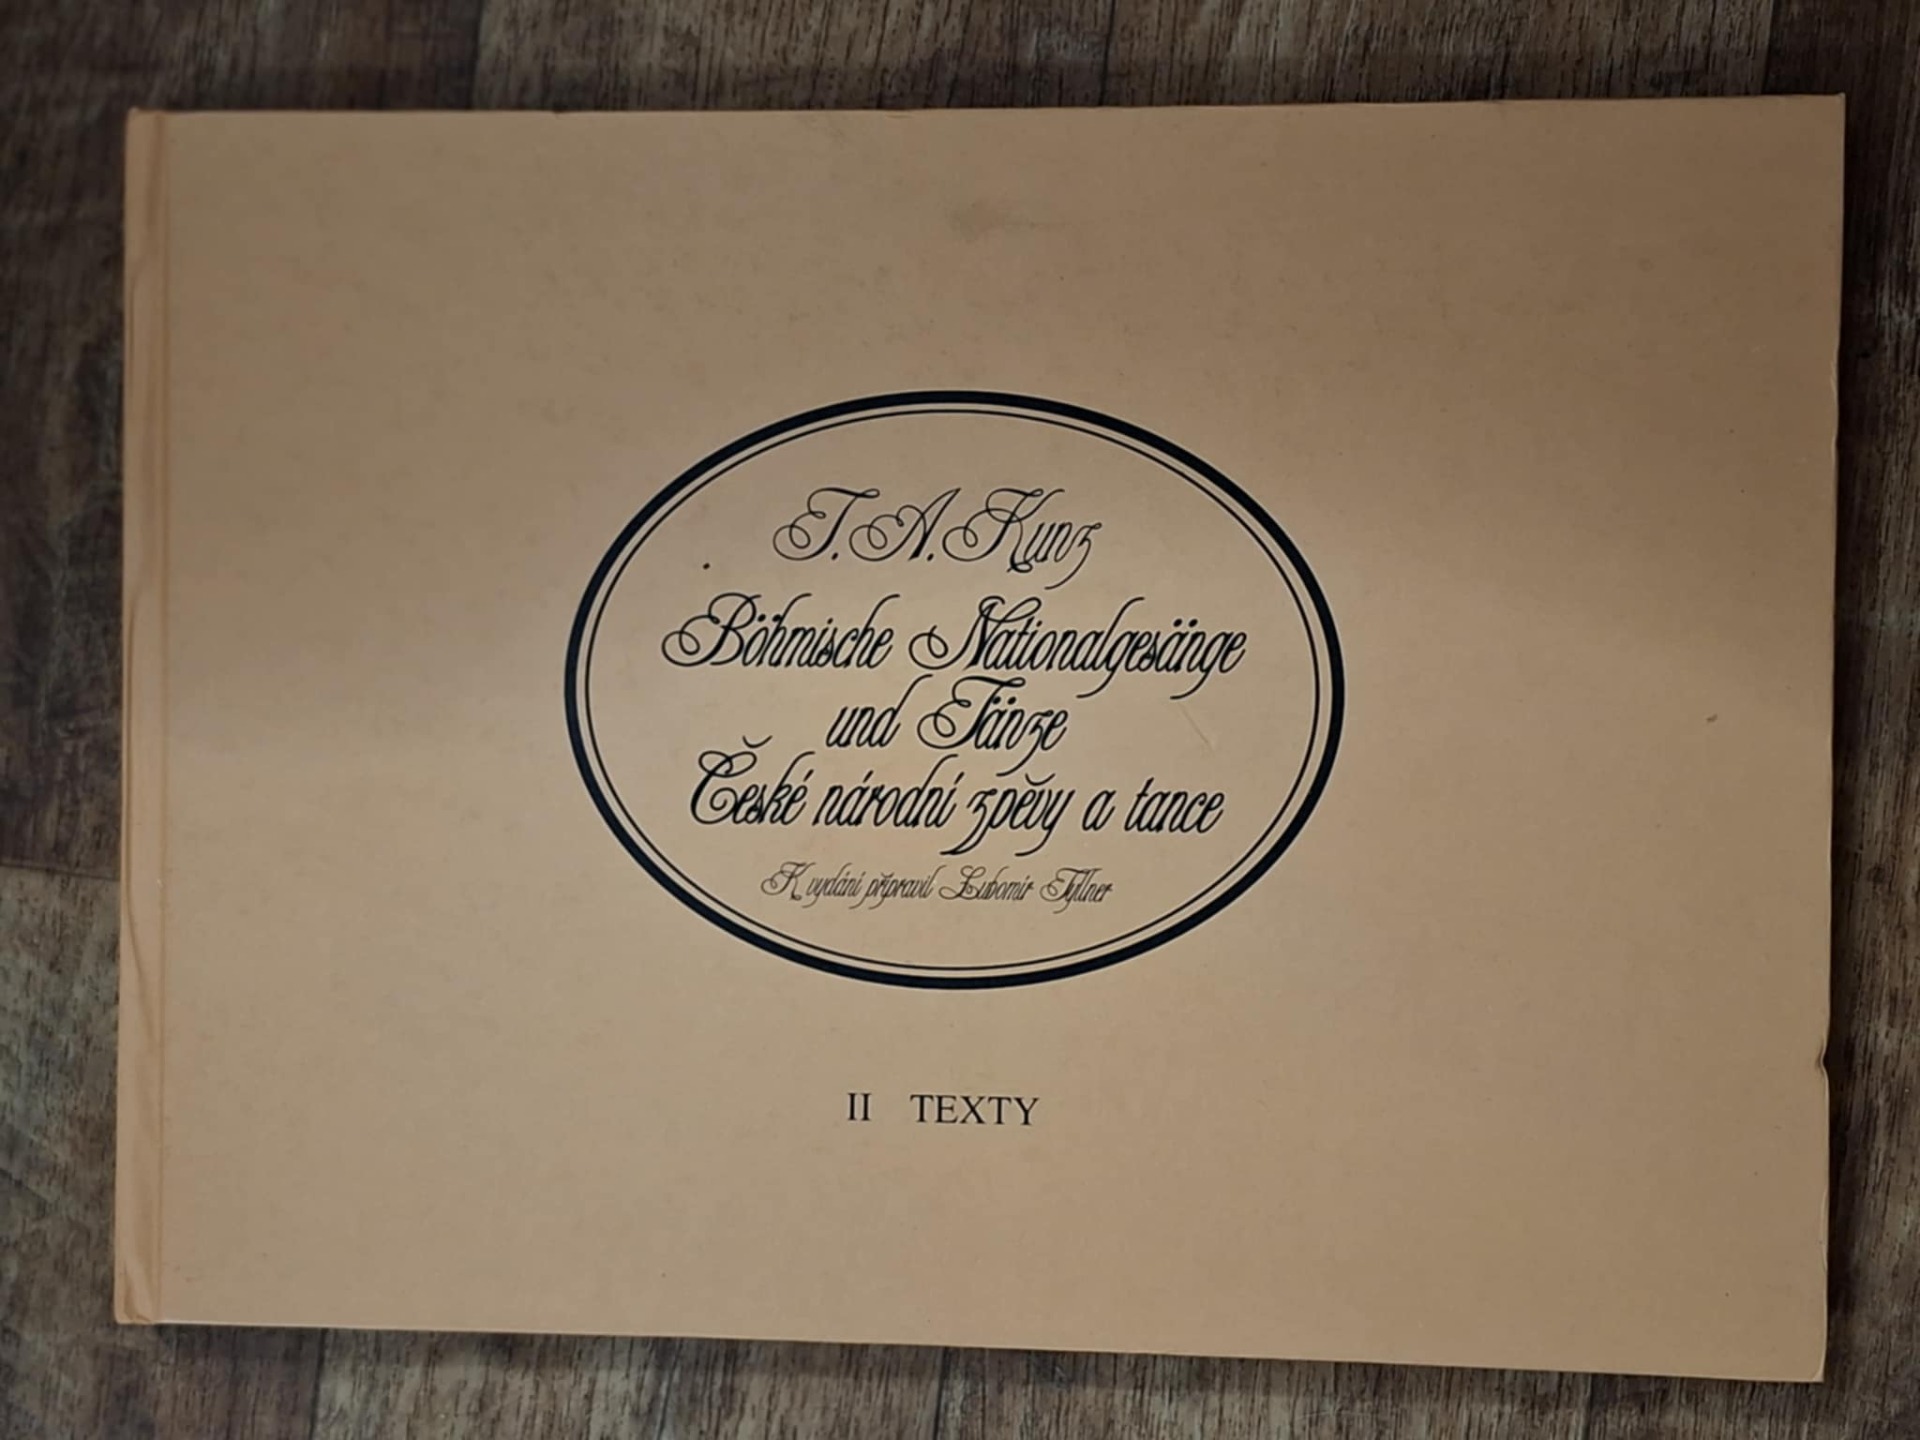 T. A. Kunz
Böhmische Nationalgesänge
und Tänze
České národní zpěvy a tance
K vydání připravil Lubomír Tyllner
II TEXTY